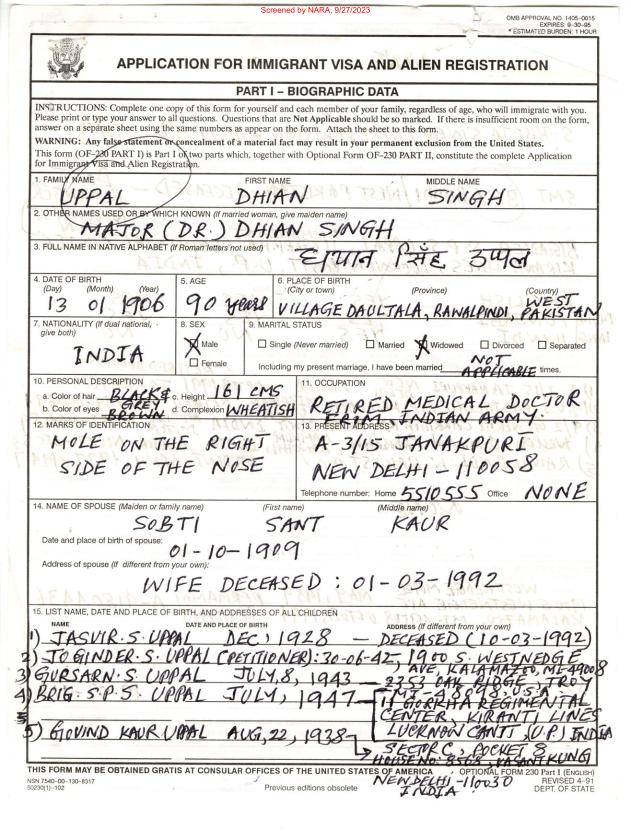 Screened by NARA, 9/27/2023
OMB APPROVAL NO. 1405-0015
EXPIRES: 9-30-95
* ESTIMATED BURDEN: 1 HOUR
APPLICATION FOR IMMIGRANT VISA AND ALIEN REGISTRATION
PART I – BIOGRAPHIC DATA
INSTRUCTIONS: Complete one copy of this form for yourself and each member of your family, regardless of age, who will immigrate with you.
Please print or type your answer to all questions. Questions that are Not Applicable should be so marked. If there is insufficient room on the form,
answer on a separate sheet using the same numbers as appear on the form. Attach the sheet to this form.
WARNING: Any false statement or concealment of a material fact may result in your permanent exclusion from the United States.
This form (OF–230 PART I) is Part I of two parts which, together with Optional Form OF–230 PART II, constitute the complete Application
for Immigrant Visa and Alien Registration.
1. FAMILY NAME FIRST NAME MIDDLE NAME
UPPAL DHIAN SINGH
2. OTHER NAMES USED OR BY WHICH KNOWN (If married woman, give maiden name)
MAJOR (DR.) DHIAN SINGH
3. FULL NAME IN NATIVE ALPHABET (If Roman letters not used)
ध्यान सिंह उप्पल
4. DATE OF BIRTH 5. AGE 6. PLACE OF BIRTH
(Day) (Month) (Year) (City or town) (Province) (Country)
13 01 1906 90 years VILLAGE DAULTALA, RAWALPINDI, WEST PAKISTAN
7. NATIONALITY (If dual national, give both) 8. SEX 9. MARITAL STATUS
INDIA
Male Single (Never married) Married Widowed Divorced Separated
Female
Including my present marriage, I have been married NOT APPLICABLE times.
10. PERSONAL DESCRIPTION 11. OCCUPATION
a. Color of hair BLACK & GREY c. Height 161 CMS
b. Color of eyes BROWN d. Complexion WHEATISH
RETIRED MEDICAL DOCTOR
FROM INDIAN ARMY.
12. MARKS OF IDENTIFICATION 13. PRESENT ADDRESS
MOLE ON THE RIGHT A-3/15 JANAKPURI
SIDE OF THE NOSE NEW DELHI-110058
Telephone number: Home 5510555 Office NONE
14. NAME OF SPOUSE (Maiden or family name) (First name) (Middle name)
SOBTI SANT KAUR
Date and place of birth of spouse:
01-10-1909
Address of spouse (If different from your own):
WIFE DECEASED: 01-03-1992
15. LIST NAME, DATE AND PLACE OF BIRTH, AND ADDRESSES OF ALL CHILDREN
NAME DATE AND PLACE OF BIRTH ADDRESS (If different from your own)
1) JASVIR.S.UPPAL DEC, 1928 — DECEASED (10-03-1992)
2) JOGINDER.S.UPPAL (PETITIONER): 30-06-42, 1900 S. WESTNEDGE
AVE, KALAMAZOO, MI-49008
3) GURSARN.S.UPPAL JULY, 8, 1943 — 2353 OAK RIDGE, TROY
MI-48098, U.S.A
4) BRIG.S.P.S. UPPAL JULY, 1947 — 11 GORKHA REGIMENTAL
CENTER, KIRANTI LINES
LUCKNOW CANTT, (U.P.) INDIA
5) GOVIND KAUR UPPAL AUG, 22, 1938
SECTOR C, POCKET 8
HOUSE NO: 8568, VASANT KUNG
NEW DELHI-110030
INDIA
THIS FORM MAY BE OBTAINED GRATIS AT CONSULAR OFFICES OF THE UNITED STATES OF AMERICA
OPTIONAL FORM 230 Part I (ENGLISH)
NSN 7540–00–130–8317 REVISED 4-91
50230(1)–102 Previous editions obsolete DEPT. OF STATE